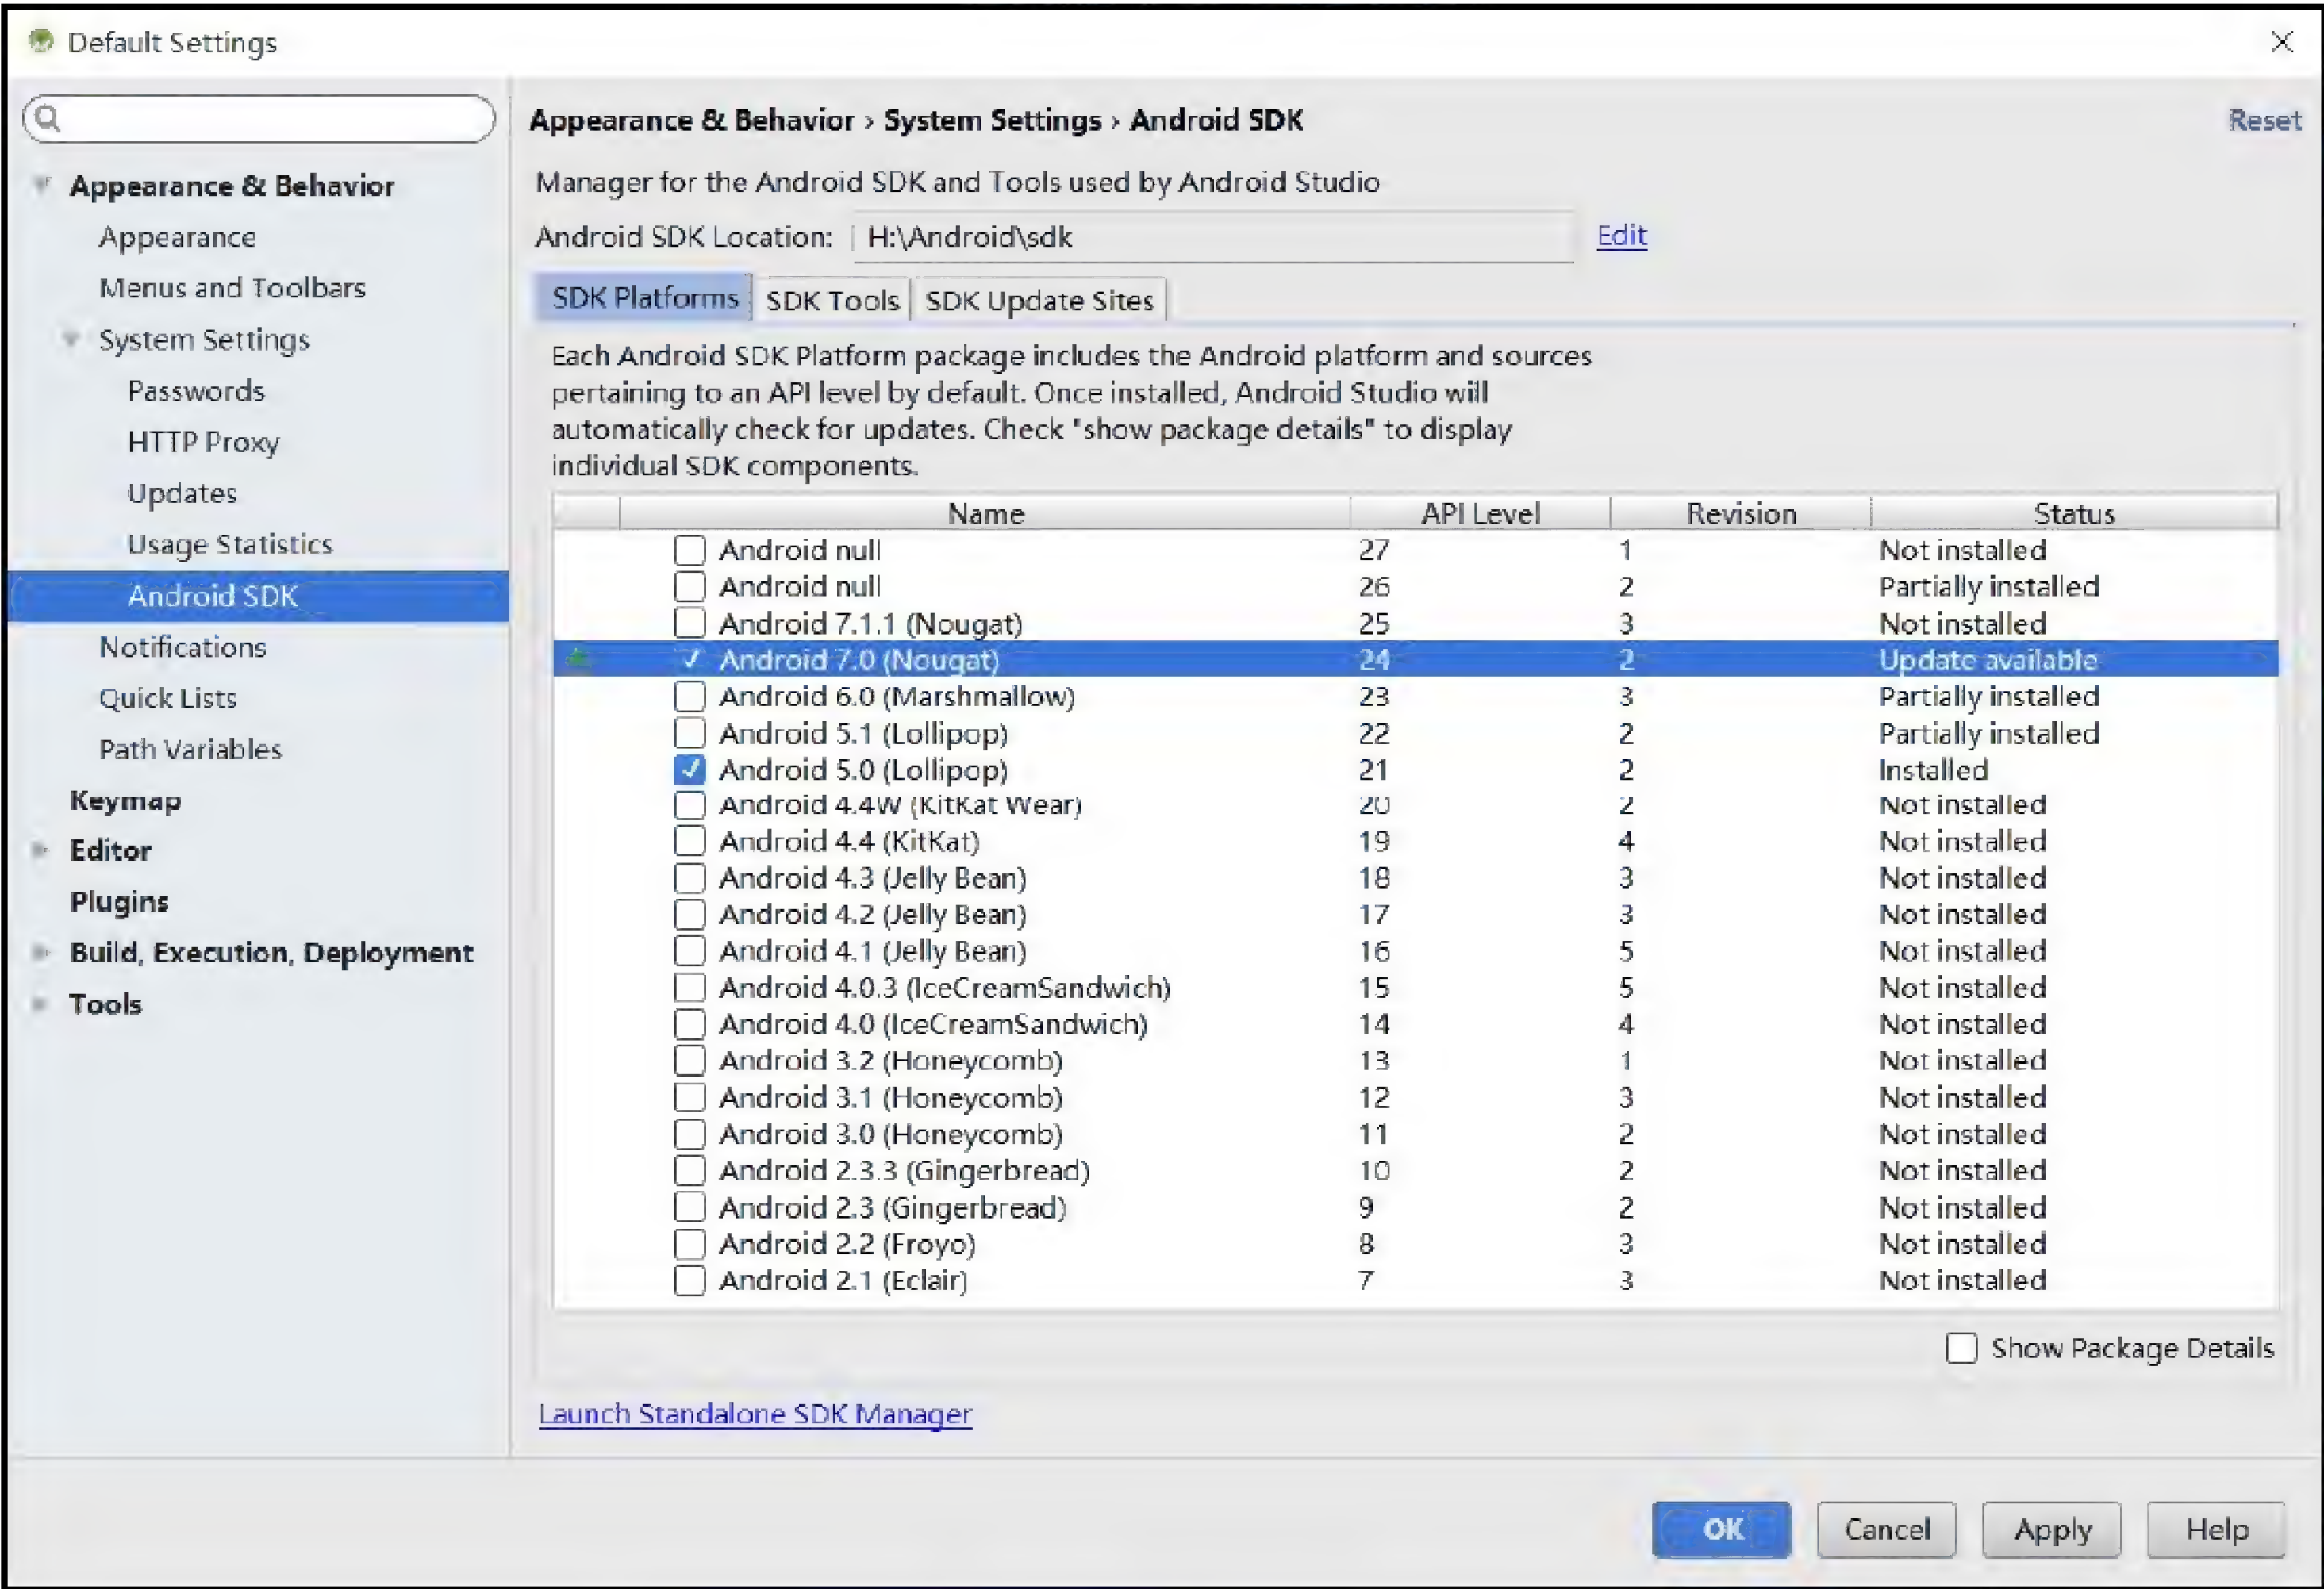 Default Settings
Appearance & Behavior › System Settings › Android SDK
Reset
Appearance & Behavior
Appearance
Menus and Toolbars
System Settings
Passwords
HTTP Proxy
Updates
Usage Statistics
Android SDK
Notifications
Quick Lists
Path Variables
Keymap
Editor
Plugins
Build, Execution, Deployment
Tools
Manager for the Android SDK and Tools used by Android Studio
Android SDK Location: H:\Android\sdk Edit
SDK Platforms SDK Tools SDK Update Sites
Each Android SDK Platform package includes the Android platform and sources
pertaining to an API level by default. Once installed, Android Studio will
automatically check for updates. Check "show package details" to display
individual SDK components.
Name API Level Revision Status
Android null 27 1 Not installed
Android null 26 2 Partially installed
Android 7.1.1 (Nougat) 25 3 Not installed
Android 7.0 (Nougat) 24 2 Update available
Android 6.0 (Marshmallow) 23 3 Partially installed
Android 5.1 (Lollipop) 22 2 Partially installed
Android 5.0 (Lollipop) 21 2 Installed
Android 4.4W (KitKat Wear) 20 2 Not installed
Android 4.4 (KitKat) 19 4 Not installed
Android 4.3 (Jelly Bean) 18 3 Not installed
Android 4.2 (Jelly Bean) 17 3 Not installed
Android 4.1 (Jelly Bean) 16 5 Not installed
Android 4.0.3 (IceCreamSandwich) 15 5 Not installed
Android 4.0 (IceCreamSandwich) 14 4 Not installed
Android 3.2 (Honeycomb) 13 1 Not installed
Android 3.1 (Honeycomb) 12 3 Not installed
Android 3.0 (Honeycomb) 11 2 Not installed
Android 2.3.3 (Gingerbread) 10 2 Not installed
Android 2.3 (Gingerbread) 9 2 Not installed
Android 2.2 (Froyo) 8 3 Not installed
Android 2.1 (Eclair) 7 3 Not installed
Show Package Details
Launch Standalone SDK Manager
OK Cancel Apply Help